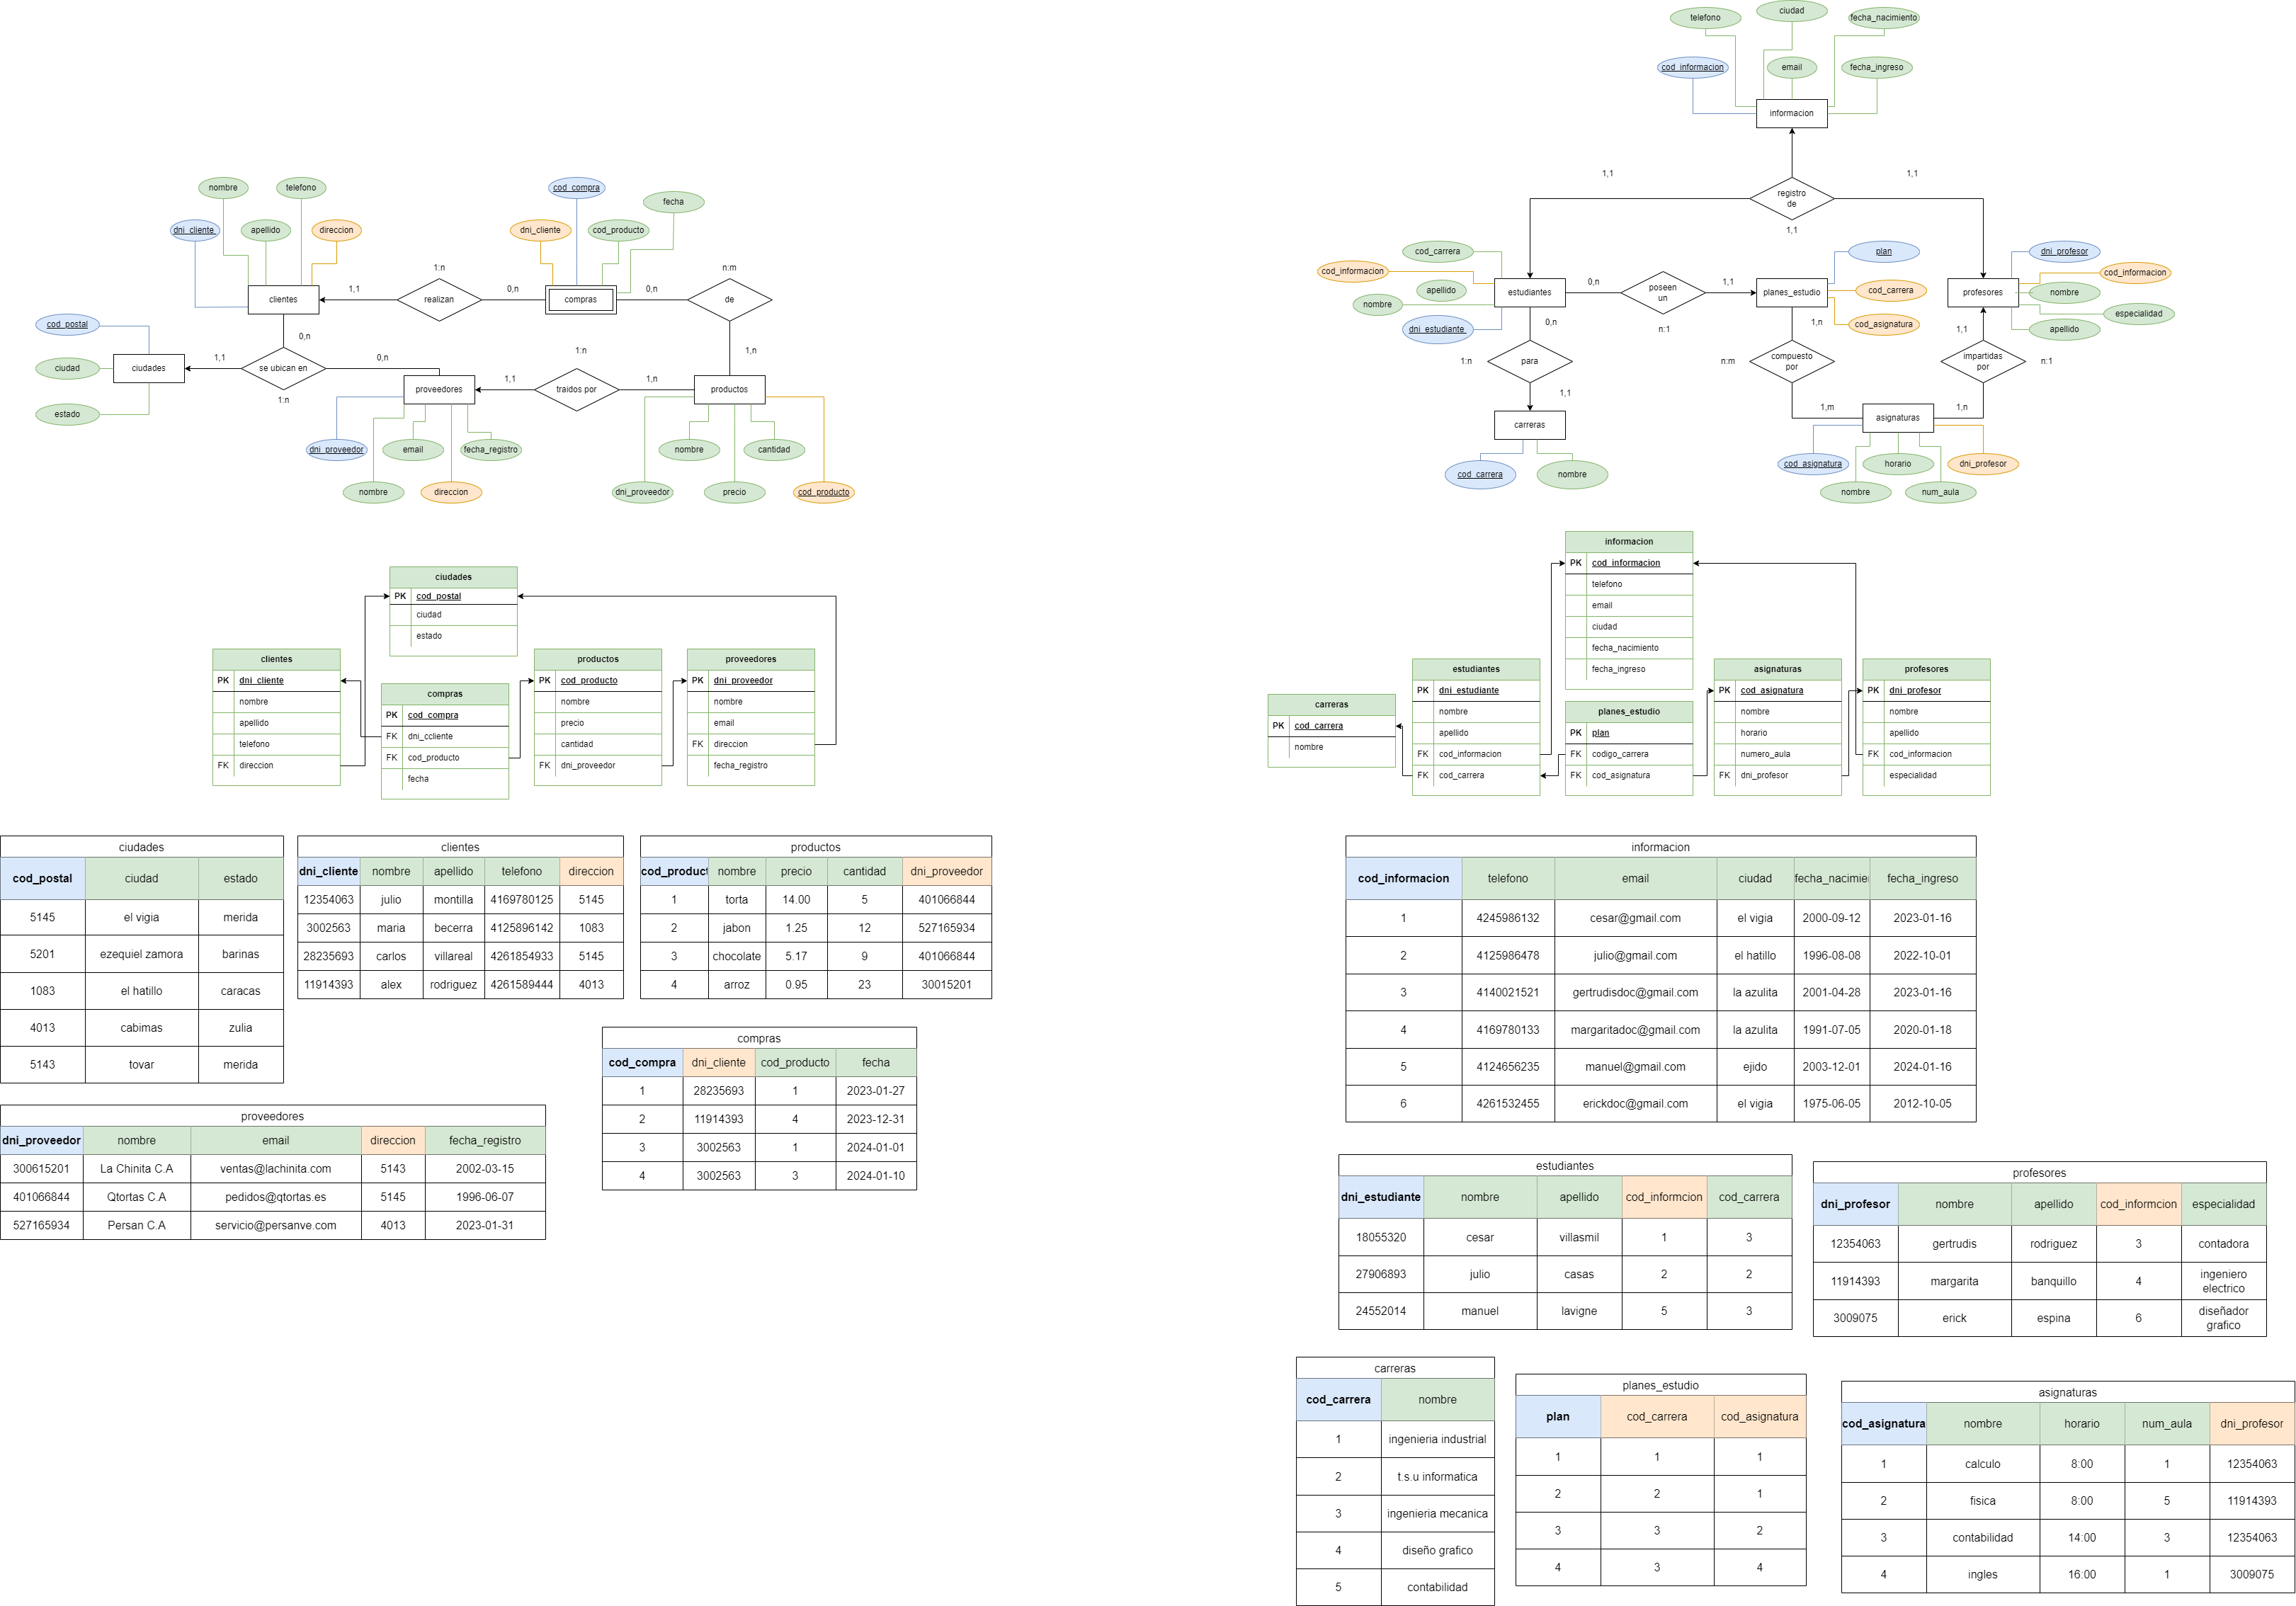 nombre
telefono
dni_cliente
apellido
direccion
cod_compra
fecha
dni_cliente
cod_producto
1:n
n:m
clientes
1,1
realizan
0,n
compras
0,n
de
cod_postal
0,n
1,n
ciudad
ciudades
1,1
se ubican en
0,n
1:n
estado
1:n
proveedores
1,1
traidos por
1,n
productos
dni_proveedor
email
fecha_registro
nombre
direccion
nombre
cantidad
dni_proveedor
precio
cod_producto
ciudades
PK cod_postal
ciudad
estado
clientes
PK dni_cliente
nombre
apellido
telefono
FK direccion
compras
PK cod_compra
FK dni_ccliente
FK cod_producto
fecha
productos
PK cod_producto
nombre
precio
cantidad
FK dni_proveedor
proveedores
PK dni_proveedor
nombre
email
FK direccion
fecha_registro
ciudades
cod_postal ciudad estado
5145 el vigia merida
5201 ezequiel zamora barinas
1083 el hatillo caracas
4013 cabimas zulia
5143 tovar merida
clientes
dni_cliente nombre apellido telefono direccion
12354063 julio montilla 4169780125 5145
3002563 maria becerra 4125896142 1083
28235693 carlos villareal 4261854933 5145
11914393 alex rodriguez 4261589444 4013
productos
cod_product nombre precio cantidad dni_proveedor
1 torta 14.00 5 401066844
2 jabon 1.25 12 527165934
3 chocolate 5.17 9 401066844
4 arroz 0.95 23 30015201
compras
cod_compra dni_cliente cod_producto fecha
1 28235693 1 2023-01-27
2 11914393 4 2023-12-31
3 3002563 1 2024-01-01
4 3002563 3 2024-01-10
proveedores
dni_proveedor nombre email direccion fecha_registro
300615201 La Chinita C.A ventas@lachinita.com 5143 2002-03-15
401066844 Qtortas C.A pedidos@qtortas.es 5145 1996-06-07
527165934 Persan C.A servicio@persanve.com 4013 2023-01-31
telefono
ciudad
fecha_nacimiento
cod_informacion
email
fecha_ingreso
informacion
1,1
registro
de
1,1
1,1
cod_carrera
cod_informacion
apellido
nombre
dni_estudiante
estudiantes
0,n
poseen
un
n:1
1,1
planes_estudio
plan
cod_carrera
cod_asignatura
profesores
dni_profesor
cod_informacion
nombre
especialidad
apellido
0,n
1:n
para
1,1
carreras
cod_carrera
nombre
1,n
n:m
compuesto
por
1,m
asignaturas
1,n
1,1
impartidas
por
n:1
cod_asignatura
horario
dni_profesor
nombre
num_aula
informacion
PK cod_informacion
telefono
email
ciudad
fecha_nacimiento
fecha_ingreso
carreras
PK cod_carrera
nombre
estudiantes
PK dni_estudiante
nombre
apellido
FK cod_informacion
FK cod_carrera
planes_estudio
PK plan
FK codigo_carrera
FK cod_asignatura
asignaturas
PK cod_asignatura
nombre
horario
numero_aula
FK dni_profesor
profesores
PK dni_profesor
nombre
apellido
FK cod_informacion
especialidad
informacion
cod_informacion telefono email ciudad fecha_nacimie fecha_ingreso
1 4245986132 cesar@gmail.com el vigia 2000-09-12 2023-01-16
2 4125986478 julio@gmail.com el hatillo 1996-08-08 2022-10-01
3 4140021521 gertrudisdoc@gmail.com la azulita 2001-04-28 2023-01-16
4 4169780133 margaritadoc@gmail.com la azulita 1991-07-05 2020-01-18
5 4124656235 manuel@gmail.com ejido 2003-12-01 2024-01-16
6 4261532455 erickdoc@gmail.com el vigia 1975-06-05 2012-10-05
estudiantes
dni_estudiante nombre apellido cod_informcion cod_carrera
18055320 cesar villasmil 1 3
27906893 julio casas 2 2
24552014 manuel lavigne 5 3
profesores
dni_profesor nombre apellido cod_informcion especialidad
12354063 gertrudis rodriguez 3 contadora
11914393 margarita banquillo 4 ingeniero electrico
3009075 erick espina 6 diseñador grafico
carreras
cod_carrera nombre
1 ingenieria industrial
2 t.s.u informatica
3 ingenieria mecanica
4 diseño grafico
5 contabilidad
planes_estudio
plan cod_carrera cod_asignatura
1 1 1
2 2 1
3 3 2
4 3 4
asignaturas
cod_asignatura nombre horario num_aula dni_profesor
1 calculo 8:00 1 12354063
2 fisica 8:00 5 11914393
3 contabilidad 14:00 3 12354063
4 ingles 16:00 1 3009075